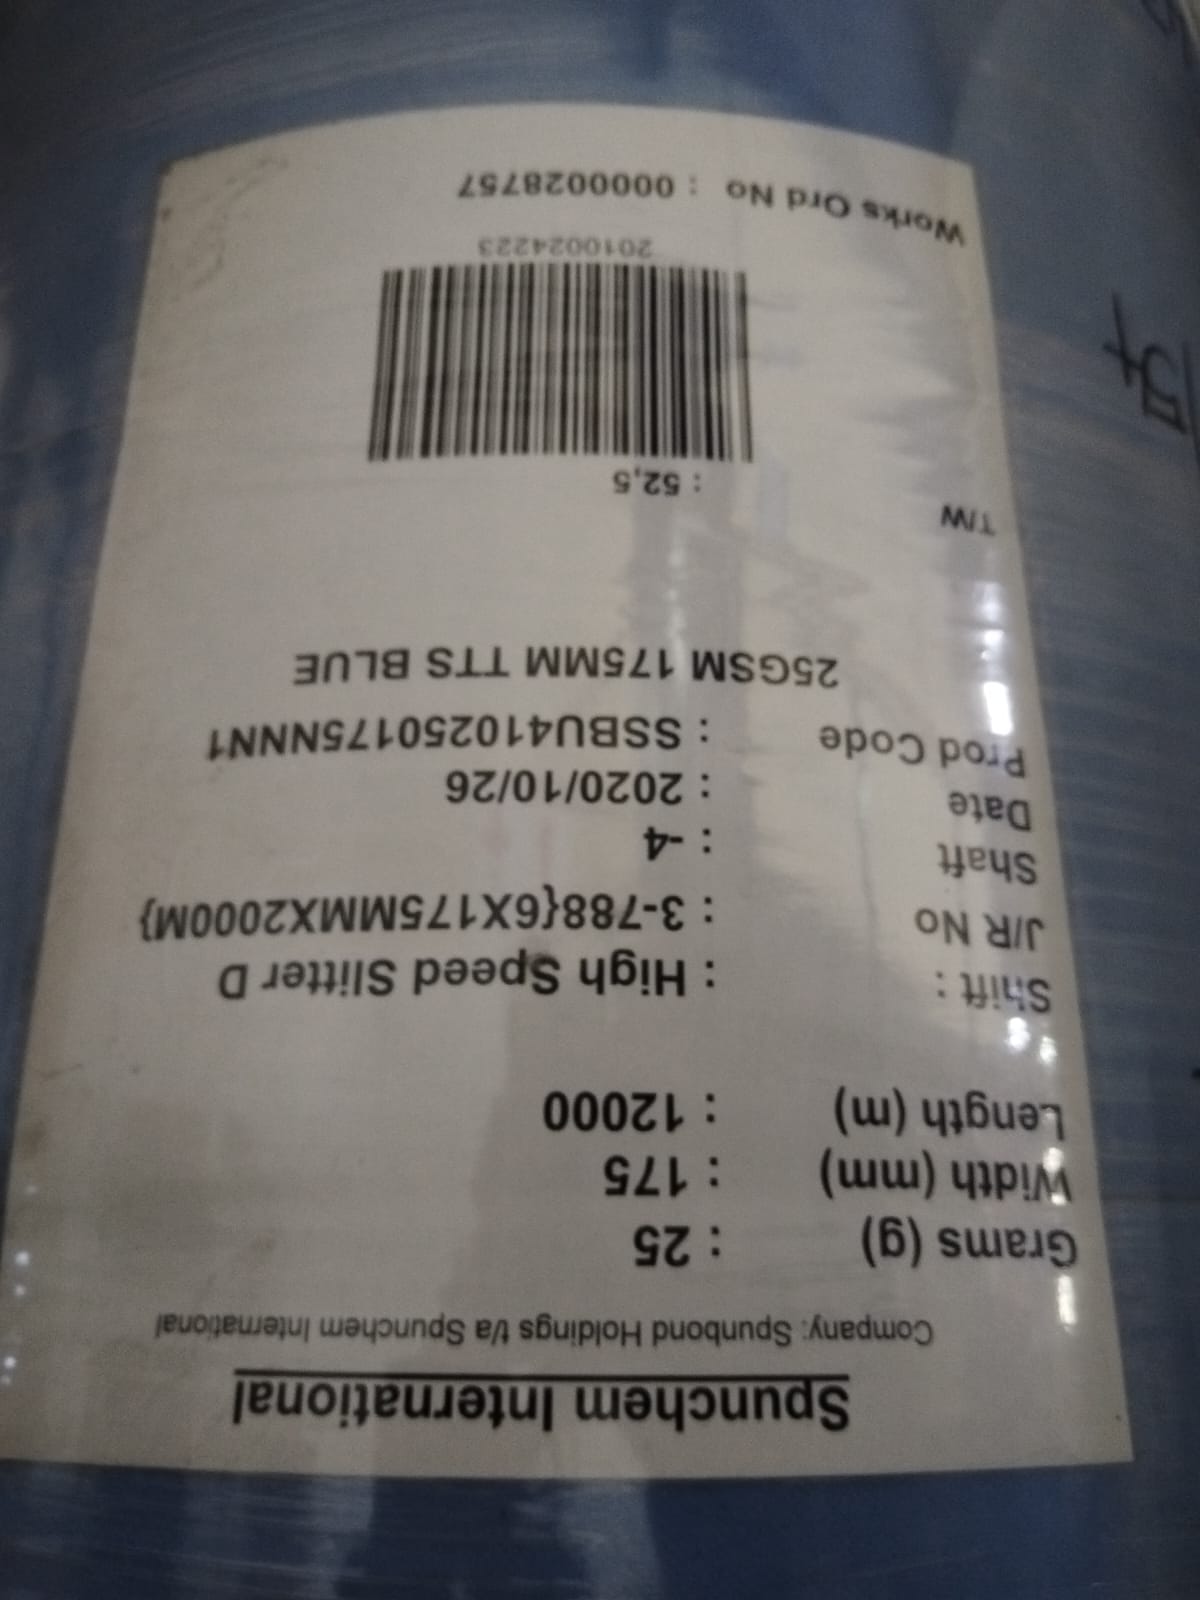 Spunchem International
Company: Spunbond Holdings t/a Spunchem International
Grams (g) : 25
Width (mm) : 175
Length (m) : 12000
Shift : : High Speed Slitter D
J/R No : 3-788{6X175MMX2000M}
Shaft : -4
Date : 2020/10/26
Prod Code : SSBU410250175NNN1
25GSM 175MM TTS BLUE
T/W : 52,5
2010024223
Works Ord No : 0000028757